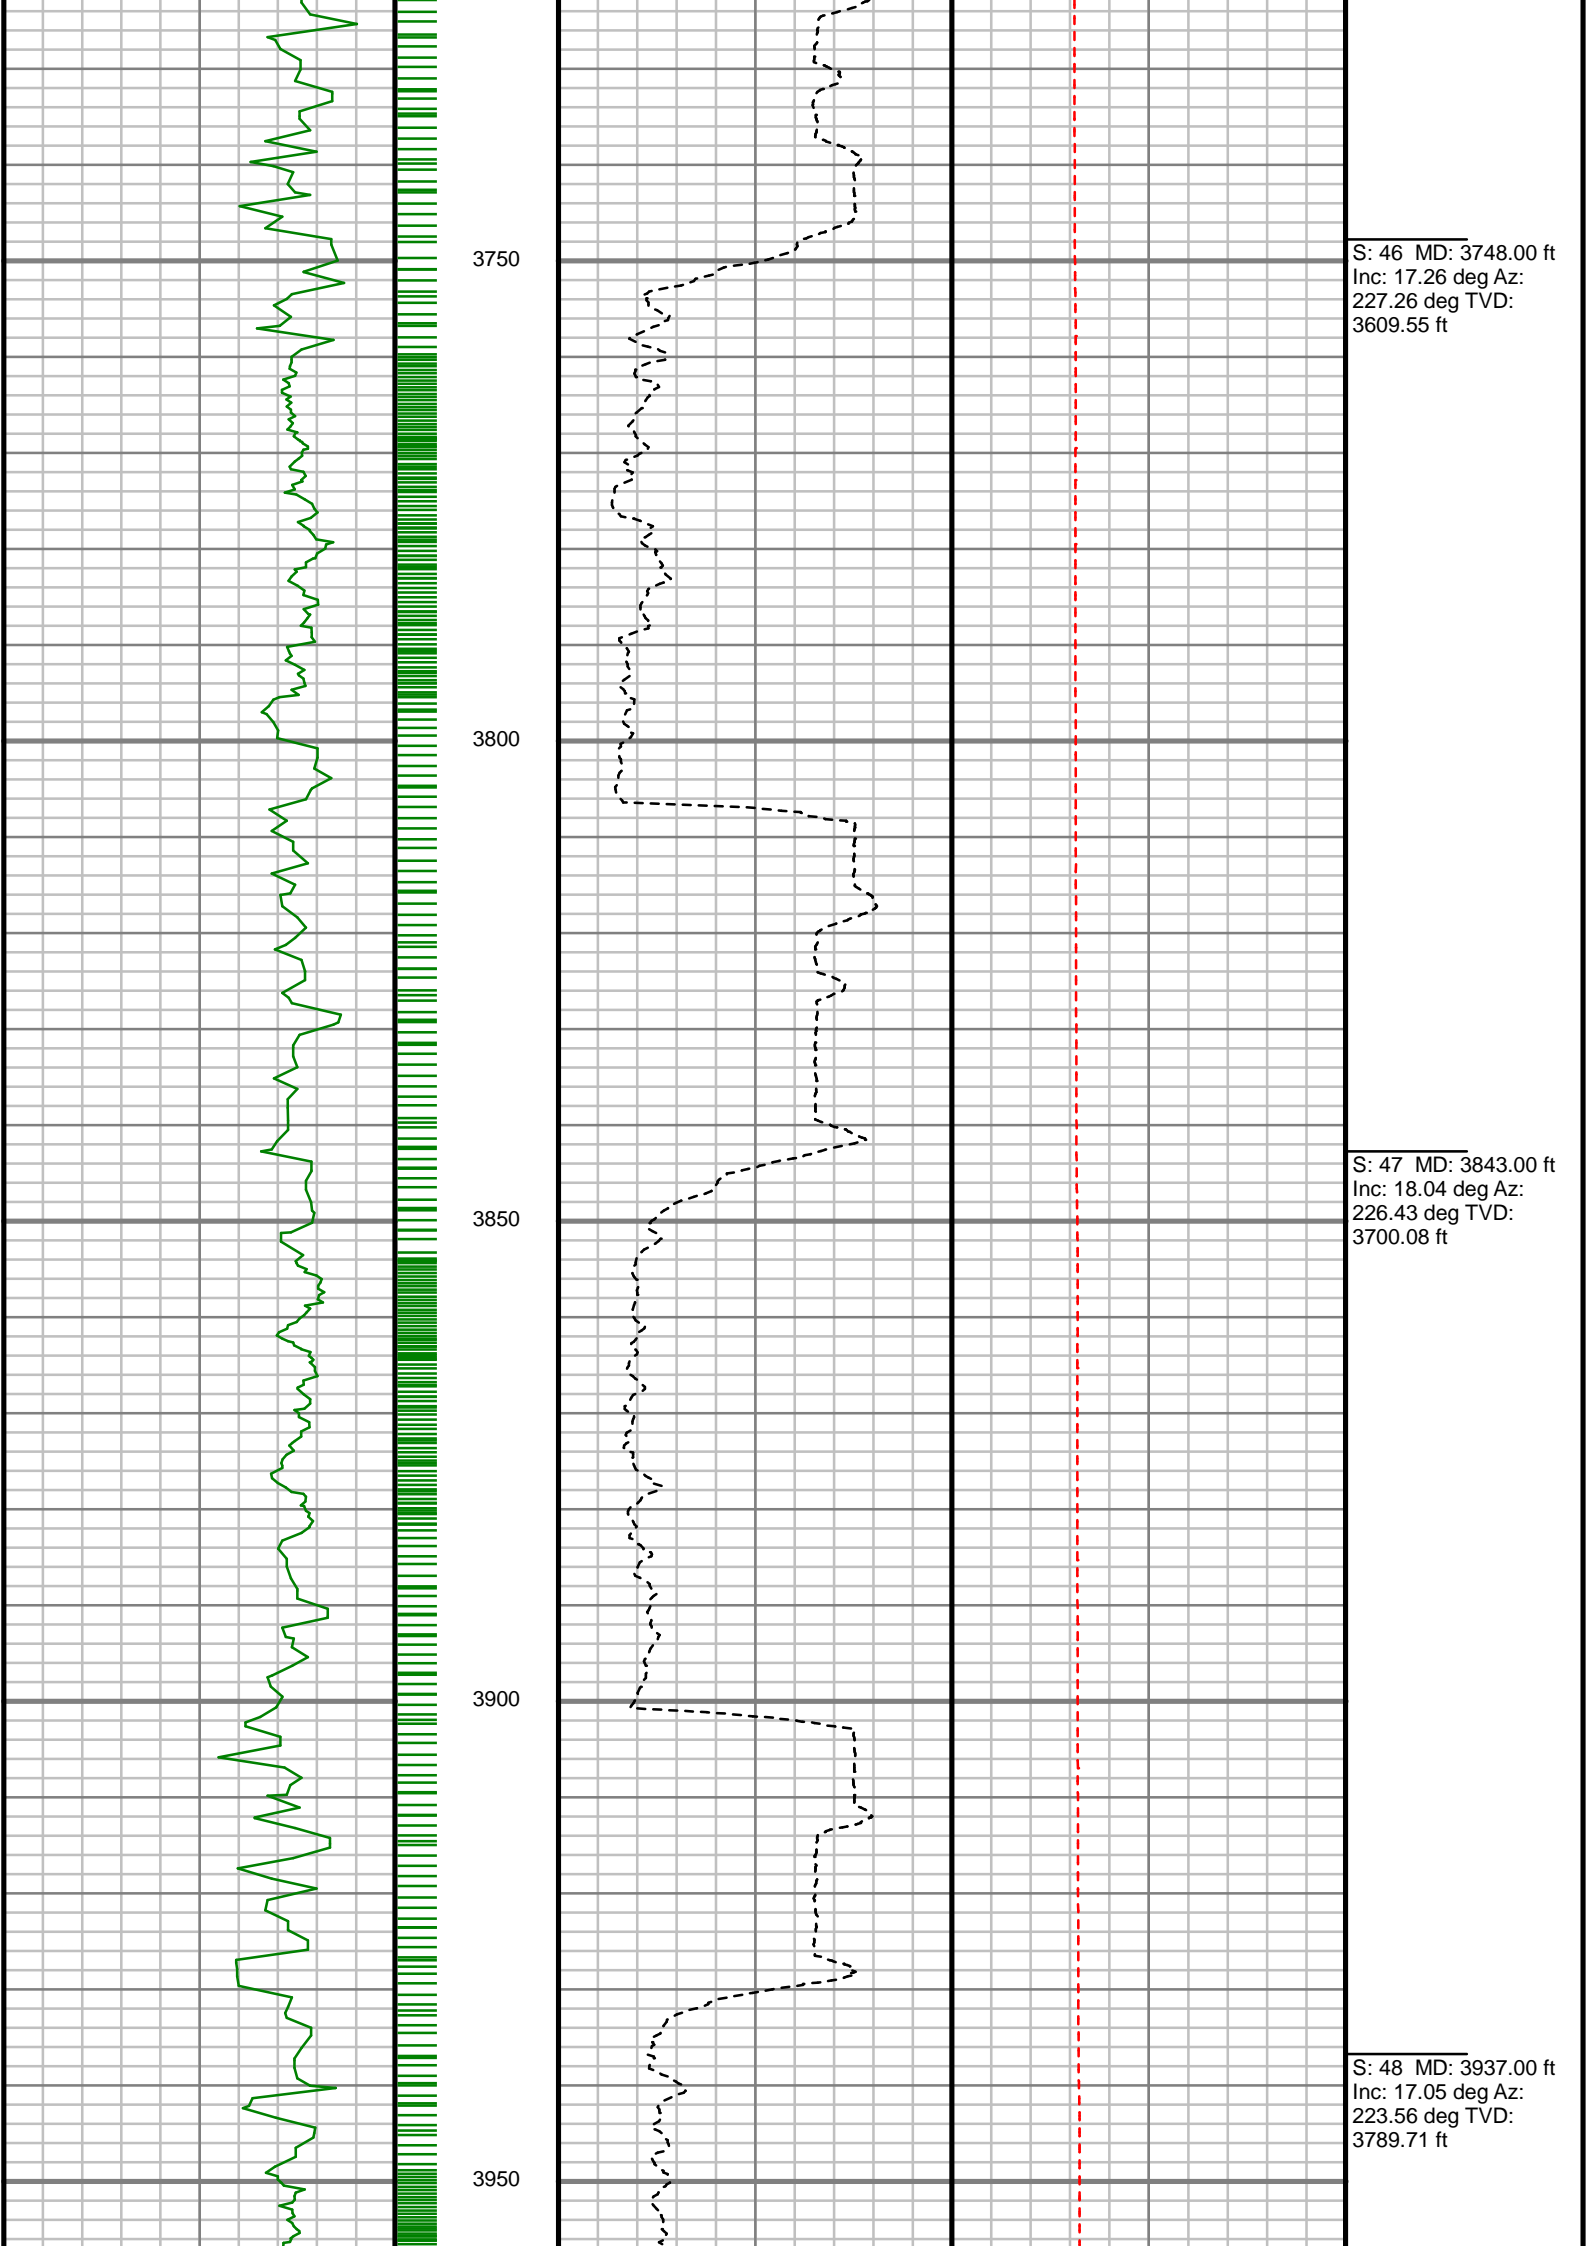 3750
S: 46 MD: 3748.00 ft
Inc: 17.26 deg Az:
227.26 deg TVD:
3609.55 ft
3800
S: 47 MD: 3843.00 ft
Inc: 18.04 deg Az:
226.43 deg TVD:
3700.08 ft
3850
3900
S: 48 MD: 3937.00 ft
Inc: 17.05 deg Az:
223.56 deg TVD:
3789.71 ft
3950